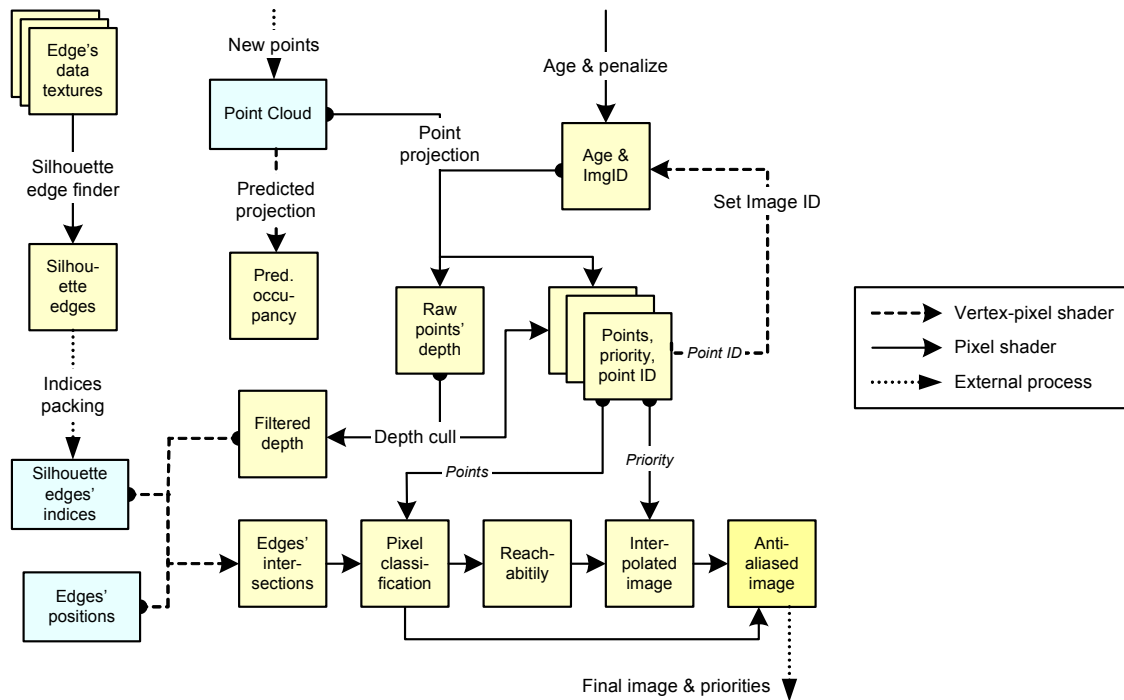 Edge's
data
textures
New points
Age & penalize
Point Cloud
Point
projection
Age &
ImgID
Silhouette
edge finder
Predicted
projection
Set Image ID
Silhou-
ette
edges
Pred.
occu-
pancy
Raw
points'
depth
Points,
priority,
point ID
Point ID
Vertex-pixel shader
Pixel shader
External process
Indices
packing
Filtered
depth
Depth cull
Silhouette
edges'
indices
Points
Priority
Edges'
inter-
sections
Pixel
classi-
fication
Reach-
abitily
Inter-
polated
image
Anti-
aliased
image
Edges'
positions
Final image & priorities